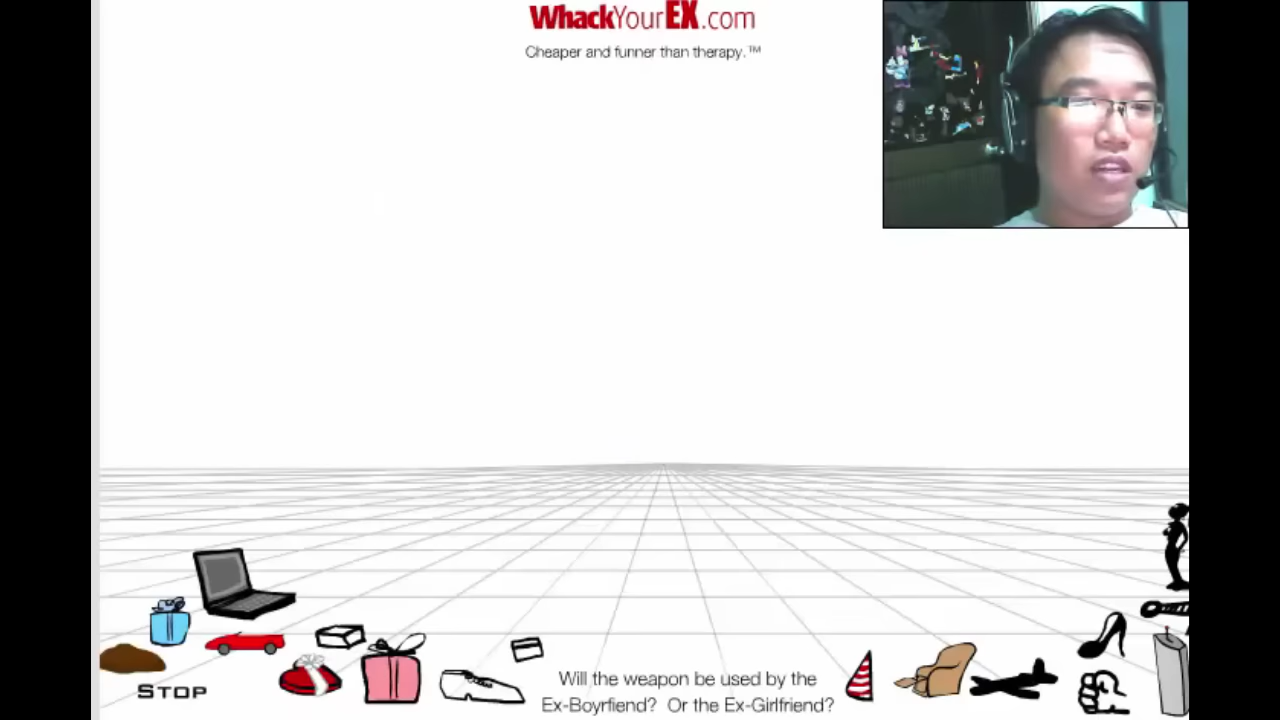 WhackYourEX.com
Cheaper and funner than therapy.™
Will the weapon be used by the
Ex-Boyrfiend? Or the Ex-Girlfriend?
STOP